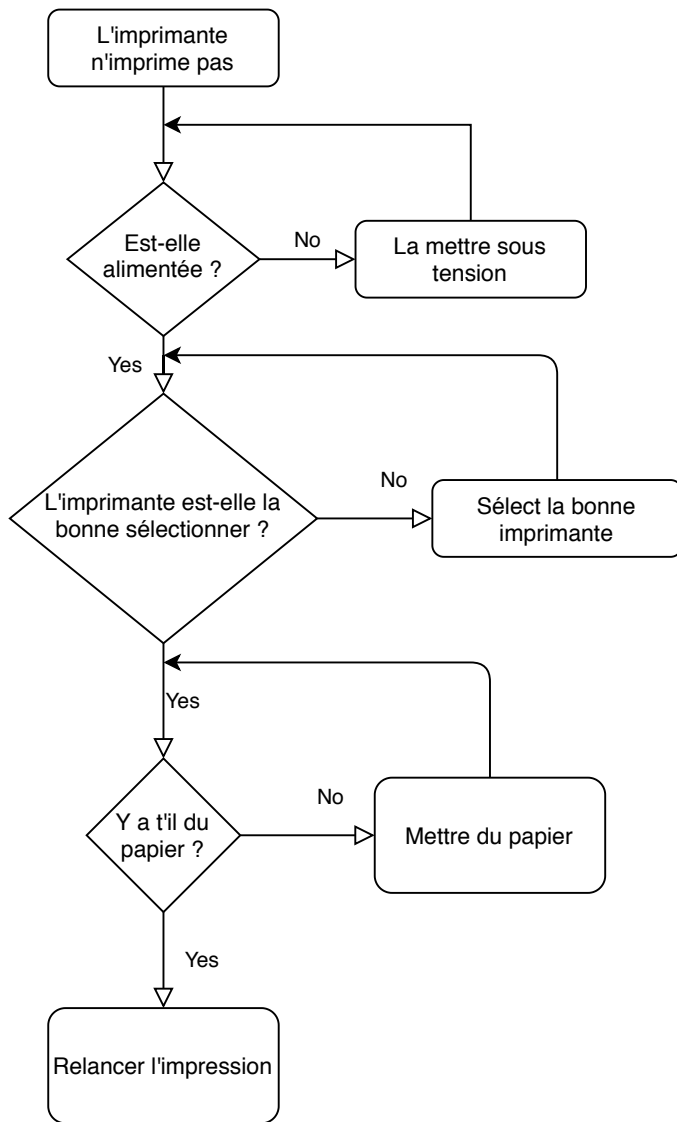 L'imprimante
n'imprime pas
Est-elle
alimentée ?
No
La mettre sous
tension
Yes
L'imprimante est-elle la
bonne sélectionner ?
No
Sélect la bonne
imprimante
Yes
Y a t'il du
papier ?
No
Mettre du papier
Yes
Relancer l'impression